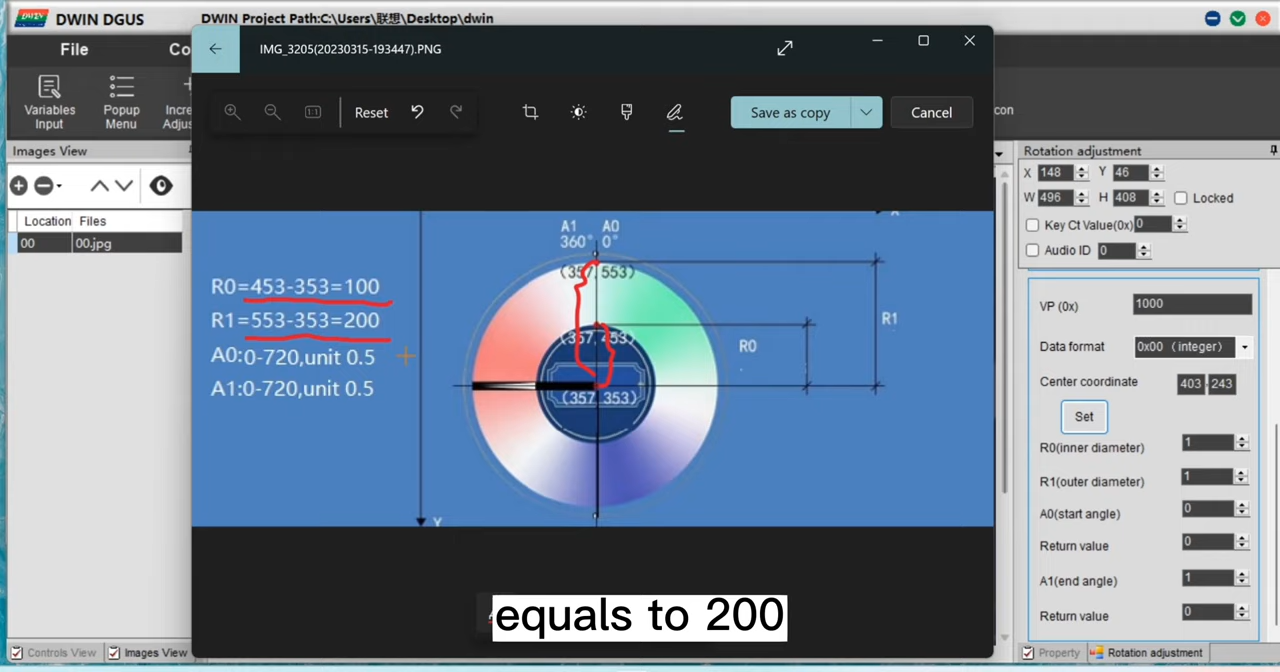 DWIN DGUS
DWIN Project Path:C:\Users\联想\Desktop\dwin
File
Co
IMG_3205(20230315-193447).PNG
Variables
Input
Popup
Menu
Incre
Adjus
1:1
Reset
Save as copy
Cancel
con
Images View
Location Files
00 00.jpg
A1 A0
360° 0°
(357, 553)
R0=453-353=100
R1=553-353=200
A0:0-720,unit 0.5
A1:0-720,unit 0.5
(357, 453)
(357, 353)
R0
R1
X
Y
Rotation adjustment
X 148 Y 46
W 496 H 408 Locked
Key Ct Value(0x) 0
Audio ID 0
VP (0x) 1000
Data format 0x00 (integer)
Center coordinate 403 243
Set
R0(inner diameter) 1
R1(outer diameter) 1
A0(start angle) 0
Return value 0
A1(end angle) 1
Return value 0
equals to 200
Controls View Images View
Property Rotation adjustment